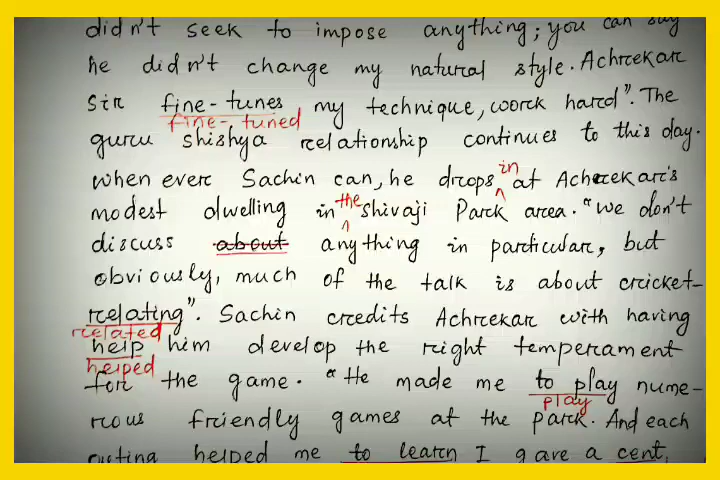 didn't seek to impose anything; you can say
he didn't change my natural style. Achrekar
Sir fine-tunes my technique, work hard". The
fine-tuned
guru shishya relationship continues to this day.
in
when ever Sachin can, he drops ^ at Achrekar's
the
modest dwelling in ^ Shivaji Park area. "we don't
discuss about anything in particular, but
obviously, much of the talk is about cricket-
relating". Sachin credits Achrekar with having
related
help him develop the right temperament
helped
for the game. "He made me to play nume-
play
rous friendly games at the park. And each
outing helped me to learn I gave a cent.